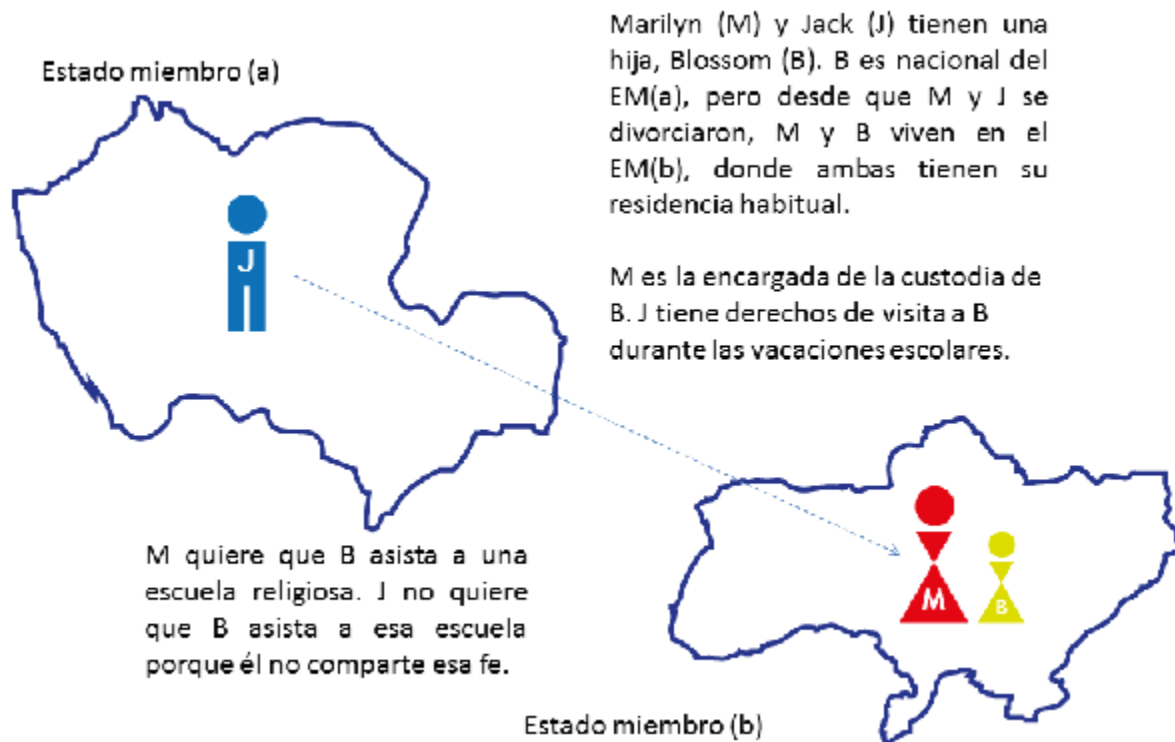 Estado miembro (a)
Marilyn (M) y Jack (J) tienen una
hija, Blossom (B). B es nacional del
EM(a), pero desde que M y J se
divorciaron, M y B viven en el
EM(b), donde ambas tienen su
residencia habitual.
M es la encargada de la custodia de
B. J tiene derechos de visita a B
durante las vacaciones escolares.
J
M quiere que B asista a una
escuela religiosa. J no quiere
que B asista a esa escuela
porque él no comparte esa fe.
M
B
Estado miembro (b)